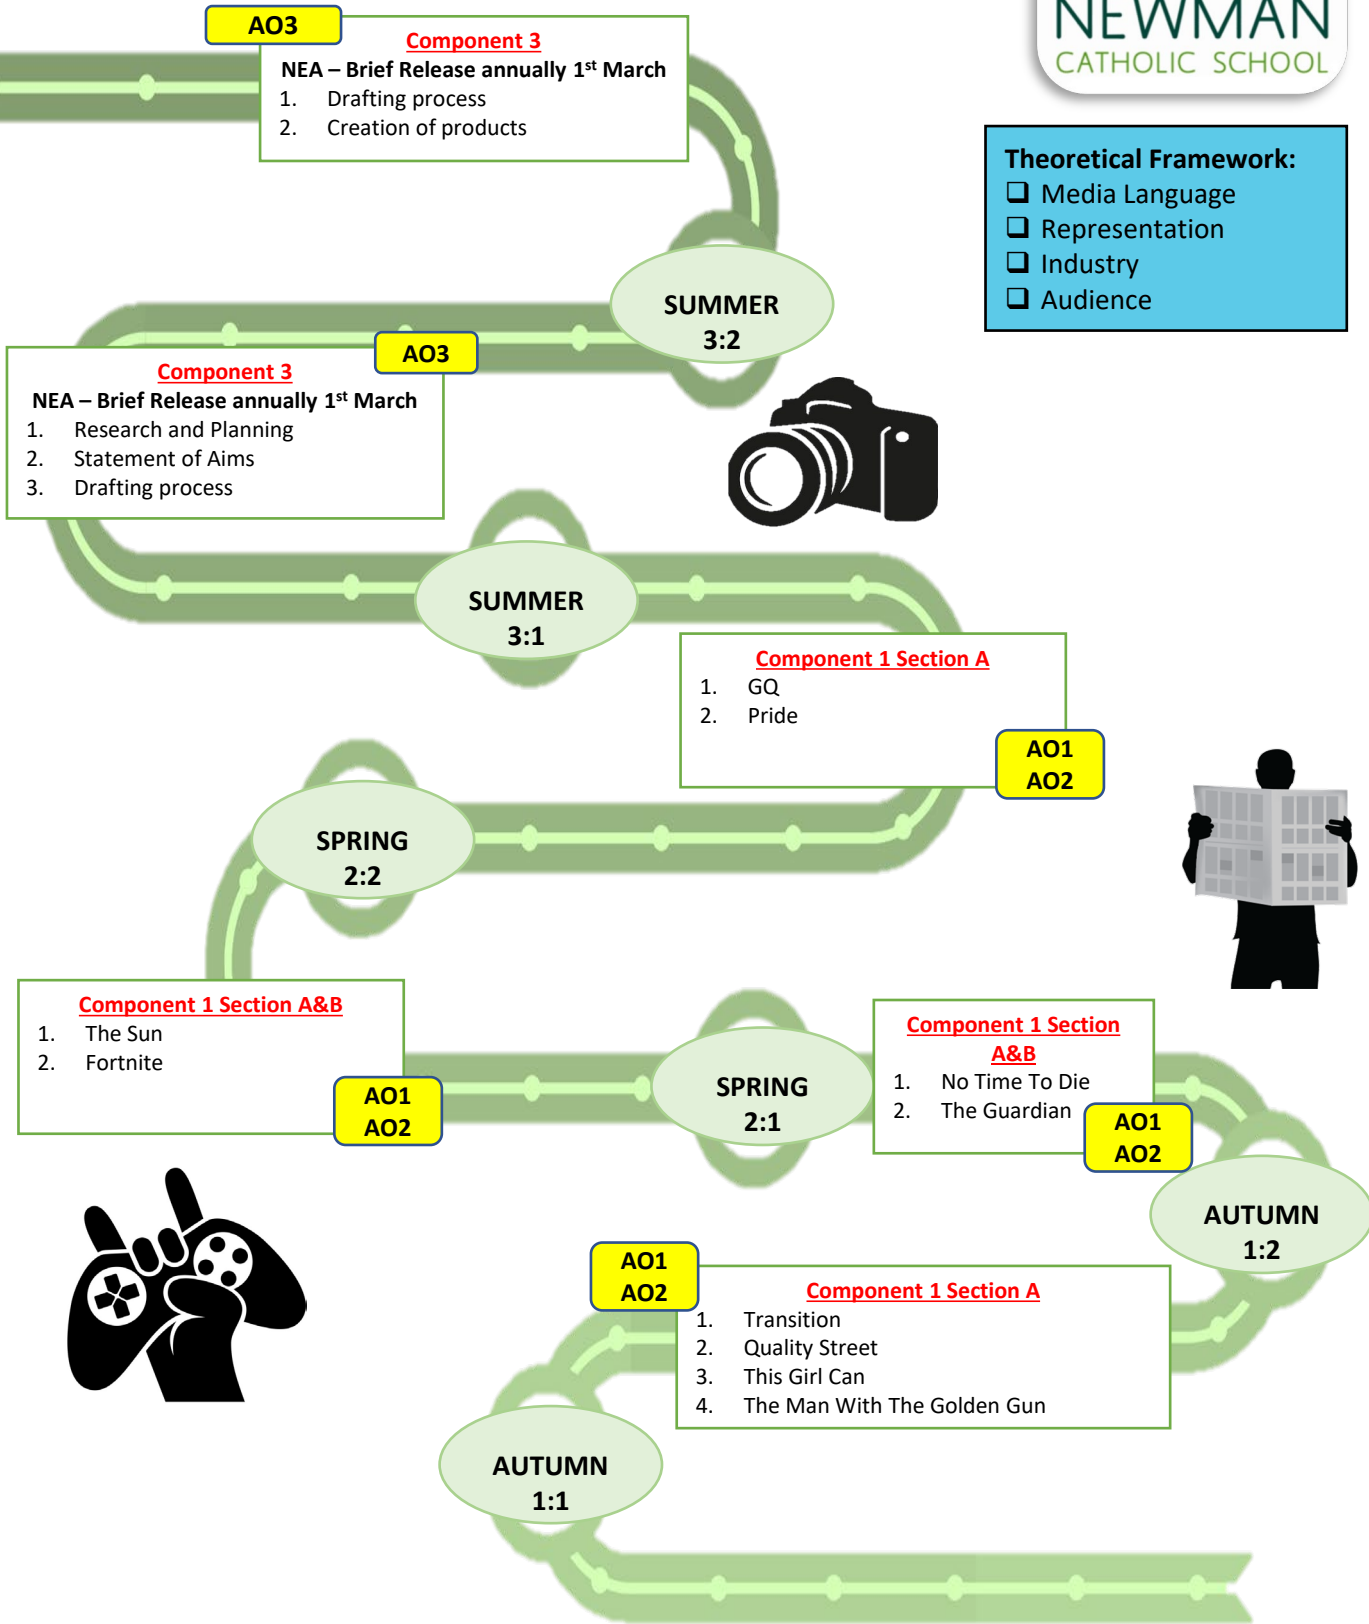 NEWMAN
CATHOLIC SCHOOL
AO3
Component 3
NEA – Brief Release annually 1st March
1. Drafting process
2. Creation of products
Theoretical Framework:
❑ Media Language
❑ Representation
❑ Industry
❑ Audience
SUMMER
3:2
AO3
Component 3
NEA – Brief Release annually 1st March
1. Research and Planning
2. Statement of Aims
3. Drafting process
SUMMER
3:1
Component 1 Section A
1. GQ
2. Pride
AO1
AO2
SPRING
2:2
Component 1 Section A&B
1. The Sun
2. Fortnite
AO1
AO2
SPRING
2:1
Component 1 Section
A&B
1. No Time To Die
2. The Guardian
AO1
AO2
AUTUMN
1:2
AO1
AO2
Component 1 Section A
1. Transition
2. Quality Street
3. This Girl Can
4. The Man With The Golden Gun
AUTUMN
1:1